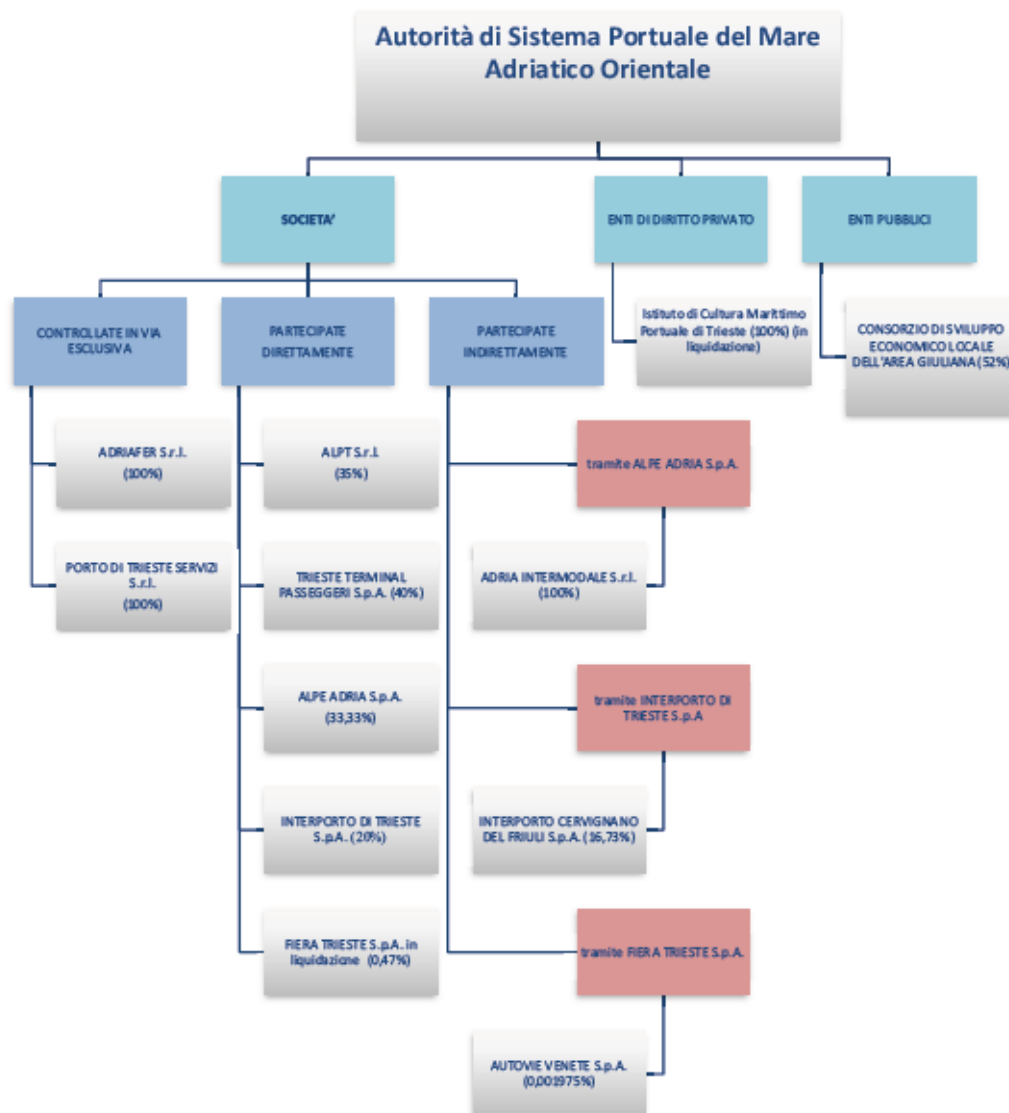 Autorità di Sistema Portuale del Mare
Adriatico Orientale
SOCIETA'
ENTI DI DIRITTO PRIVATO
ENTI PUBBLICI
CONTROLLATE IN VIA
ESCLUSIVA
PARTECIPATE
DIRETTAMENTE
PARTECIPATE
INDIRETTAMENTE
Istituto di Cultura Marittimo
Portuale di Trieste (100%) (in
liquidazione)
CONSORZIO DI SVILUPPO
ECONOMICO LOCALE
DELL'AREA GIULIANA (52%)
ADRIAFER S.r.l.
(100%)
ALPT S.r.l.
(35%)
tramite ALPE ADRIA S.p.A.
PORTO DI TRIESTE SERVIZI
S.r.l.
(100%)
TRIESTE TERMINAL
PASSEGGERI S.p.A. (40%)
ADRIA INTERMODALE S.r.l.
(100%)
ALPE ADRIA S.p.A.
(33,33%)
tramite INTERPORTO DI
TRIESTE S.p.A
INTERPORTO DI TRIESTE
S.p.A. (20%)
INTERPORTO CERVIGNANO
DEL FRIULI S.p.A. (16,73%)
FIERA TRIESTE S.p.A. in
liquidazione (0,47%)
tramite FIERA TRIESTE S.p.A.
AUTOVIE VENETE S.p.A.
(0,001975%)